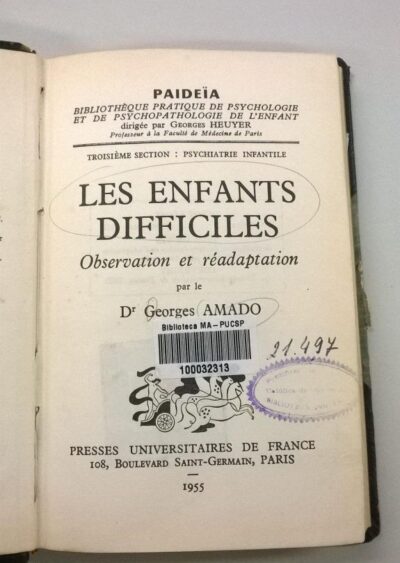 PAIDEÏA
BIBLIOTHÈQUE PRATIQUE DE PSYCHOLOGIE
ET DE PSYCHOPATHOLOGIE DE L'ENFANT
dirigée par GEORGES HEUYER
Professeur à la Faculté de Médecine de Paris
TROISIÈME SECTION : PSYCHIATRIE INFANTILE
LES ENFANTS
DIFFICILES
Observation et réadaptation
par le
Dr Georges AMADO
Biblioteca MA-PUCSP
100032313
21.497
PRESSES UNIVERSITAIRES DE FRANCE
108, BOULEVARD SAINT-GERMAIN, PARIS
1955